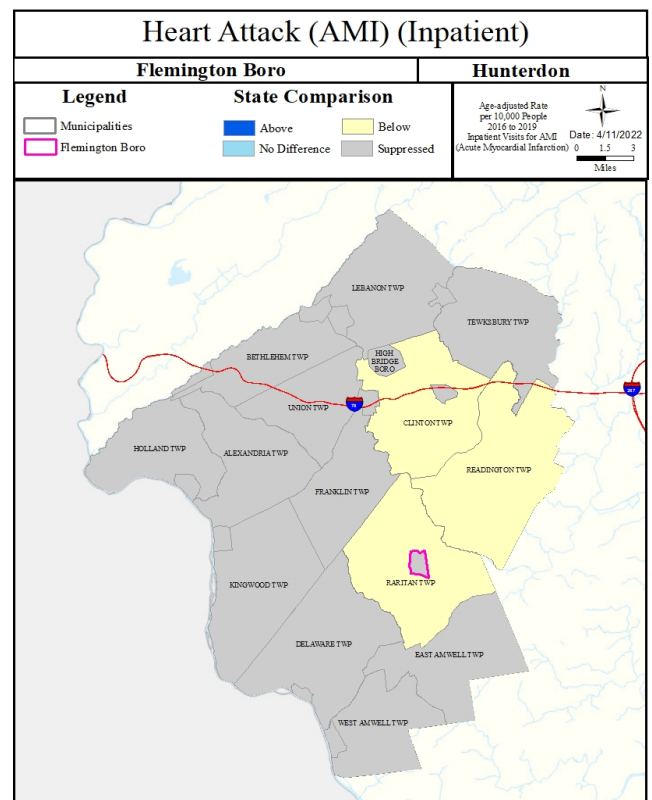 Heart Attack (AMI) (Inpatient)
Flemington Boro
Hunterdon
Legend
Municipalities
Flemington Boro
State Comparison
Above
Below
No Difference
Suppressed
Age-adjusted Rate
per 10,000 People
2016 to 2019
Inpatient Visits for AMI
(Acute Myocardial Infarction)
N
Date: 4/11/2022
0 1.5 3
Miles
LEBANON TWP
TEWKSBURY TWP
HIGH
BRIDGE
BORO
BETHLEHEM TWP
78
287
UNION TWP
CLINTON TWP
HOLLAND TWP
ALEXANDRIA TWP
READINGTON TWP
FRANKLIN TWP
KINGWOOD TWP
RARITAN TWP
DELAWARE TWP
EAST AMWELL TWP
WEST AMWELL TWP